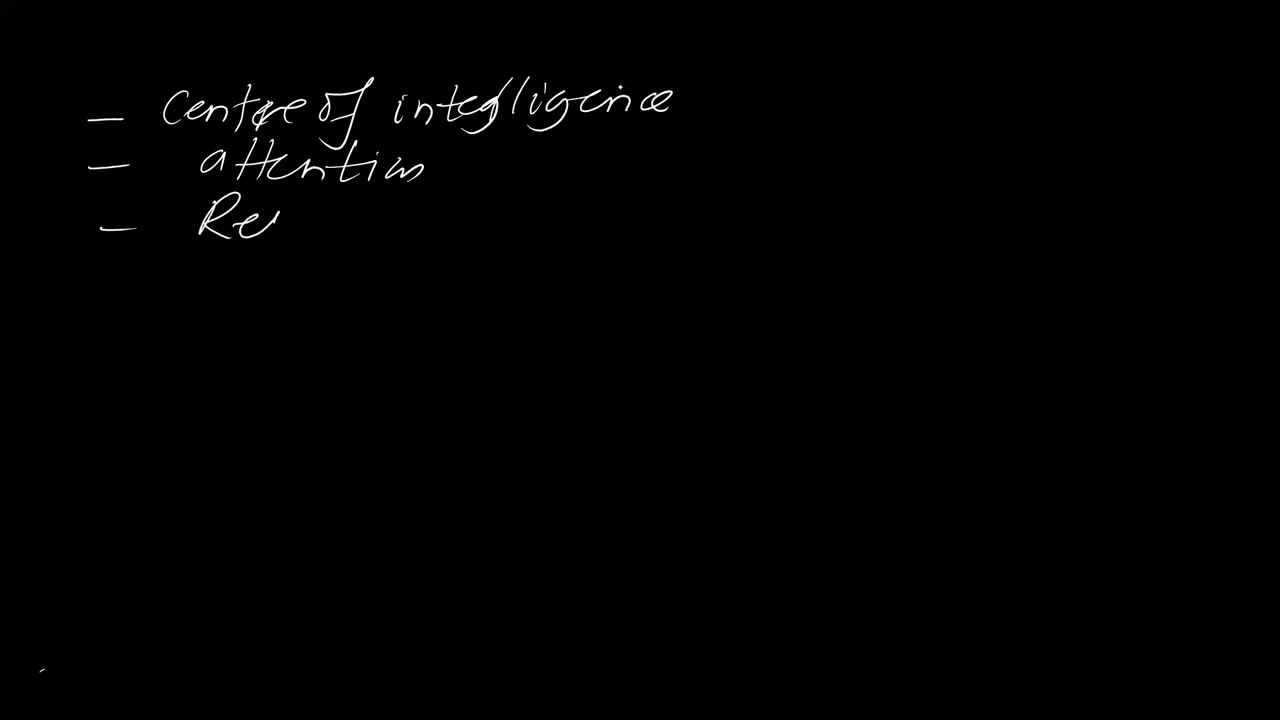 - Centre of intelligence
- attention
- Re